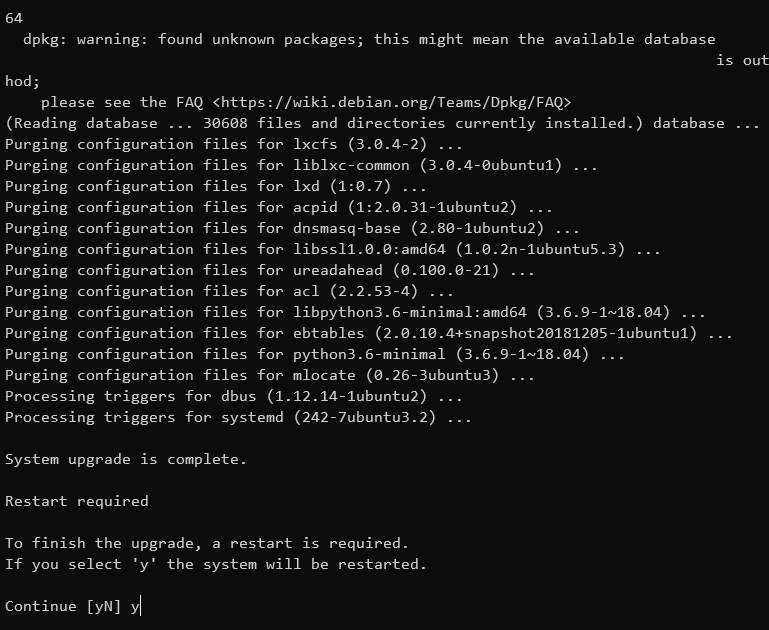 64
dpkg: warning: found unknown packages; this might mean the available database
is out
hod;
please see the FAQ <https://wiki.debian.org/Teams/Dpkg/FAQ>
(Reading database ... 30608 files and directories currently installed.) database ...
Purging configuration files for lxcfs (3.0.4-2) ...
Purging configuration files for liblxc-common (3.0.4-0ubuntu1) ...
Purging configuration files for lxd (1:0.7) ...
Purging configuration files for acpid (1:2.0.31-1ubuntu2) ...
Purging configuration files for dnsmasq-base (2.80-1ubuntu2) ...
Purging configuration files for libssl1.0.0:amd64 (1.0.2n-1ubuntu5.3) ...
Purging configuration files for ureadahead (0.100.0-21) ...
Purging configuration files for acl (2.2.53-4) ...
Purging configuration files for libpython3.6-minimal:amd64 (3.6.9-1~18.04) ...
Purging configuration files for ebtables (2.0.10.4+snapshot20181205-1ubuntu1) ...
Purging configuration files for python3.6-minimal (3.6.9-1~18.04) ...
Purging configuration files for mlocate (0.26-3ubuntu3) ...
Processing triggers for dbus (1.12.14-1ubuntu2) ...
Processing triggers for systemd (242-7ubuntu3.2) ...
System upgrade is complete.
Restart required
To finish the upgrade, a restart is required.
If you select 'y' the system will be restarted.
Continue [yN] y